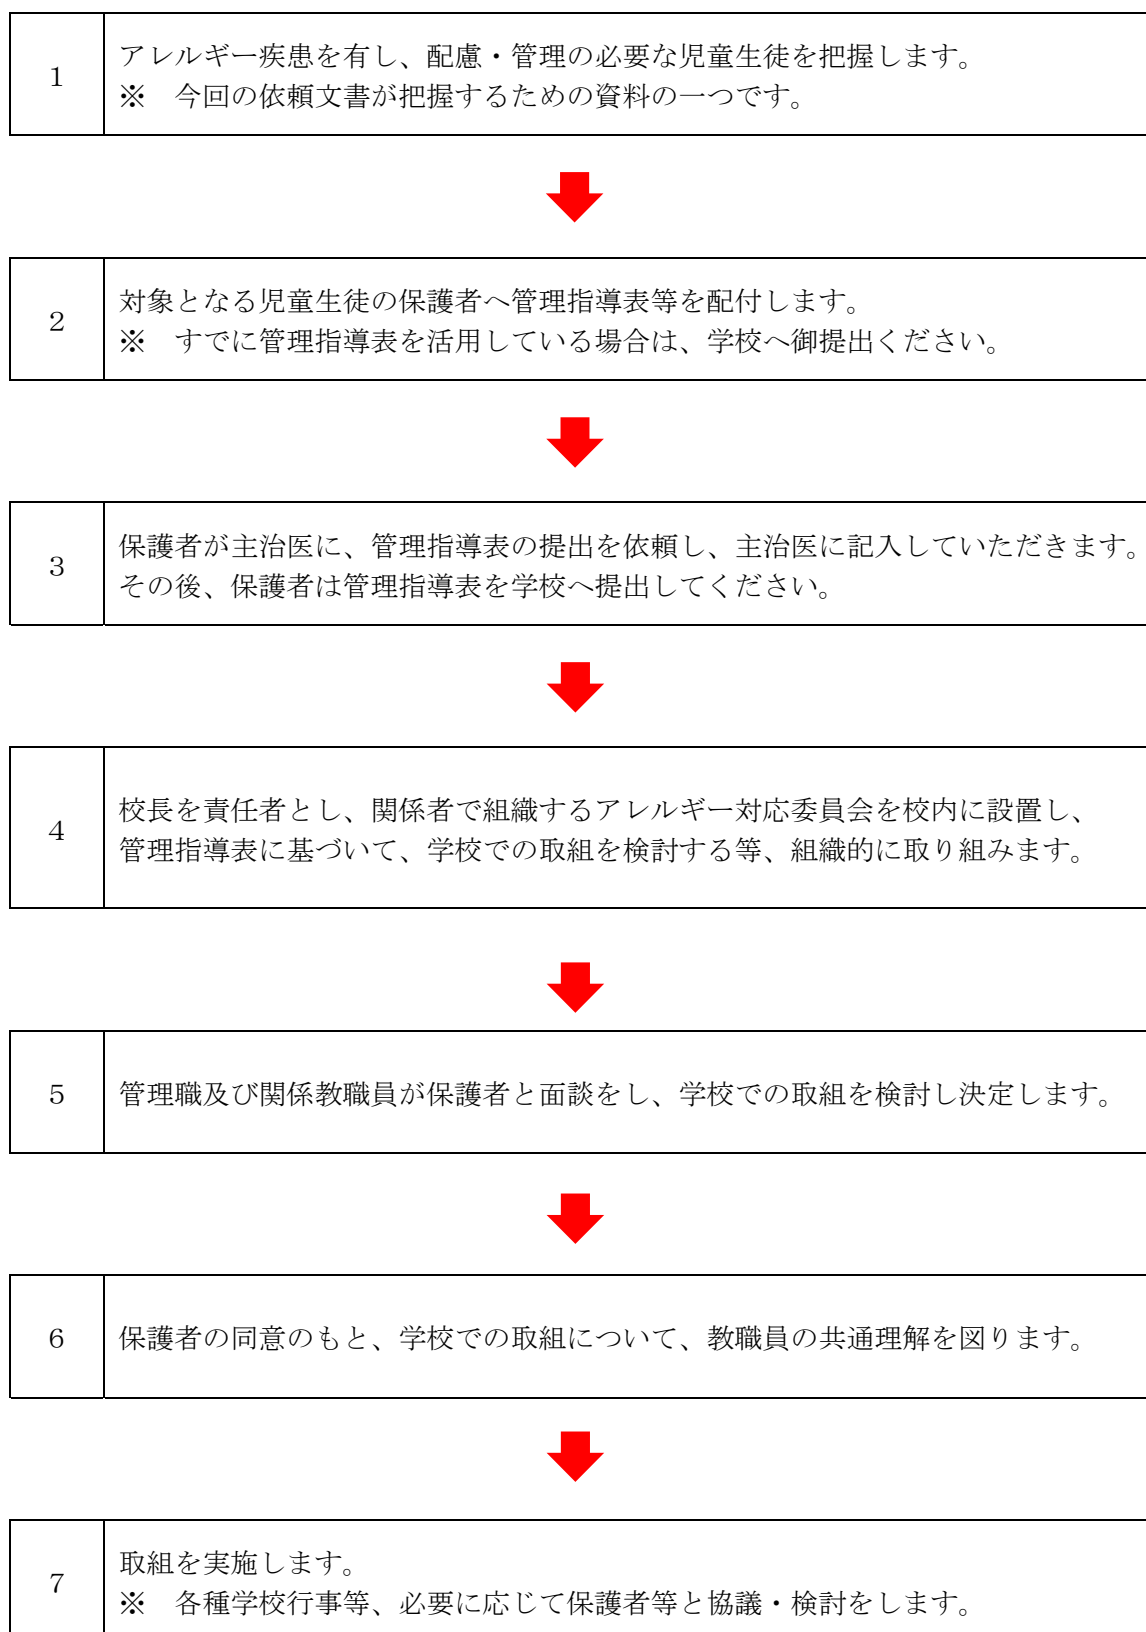 1
アレルギー疾患を有し、配慮・管理の必要な児童生徒を把握します。
※　今回の依頼文書が把握するための資料の一つです。
2
対象となる児童生徒の保護者へ管理指導表等を配付します。
※　すでに管理指導表を活用している場合は、学校へ御提出ください。
3
保護者が主治医に、管理指導表の提出を依頼し、主治医に記入していただきます。
その後、保護者は管理指導表を学校へ提出してください。
4
校長を責任者とし、関係者で組織するアレルギー対応委員会を校内に設置し、
管理指導表に基づいて、学校での取組を検討する等、組織的に取り組みます。
5
管理職及び関係教職員が保護者と面談をし、学校での取組を検討し決定します。
6
保護者の同意のもと、学校での取組について、教職員の共通理解を図ります。
7
取組を実施します。
※　各種学校行事等、必要に応じて保護者等と協議・検討をします。